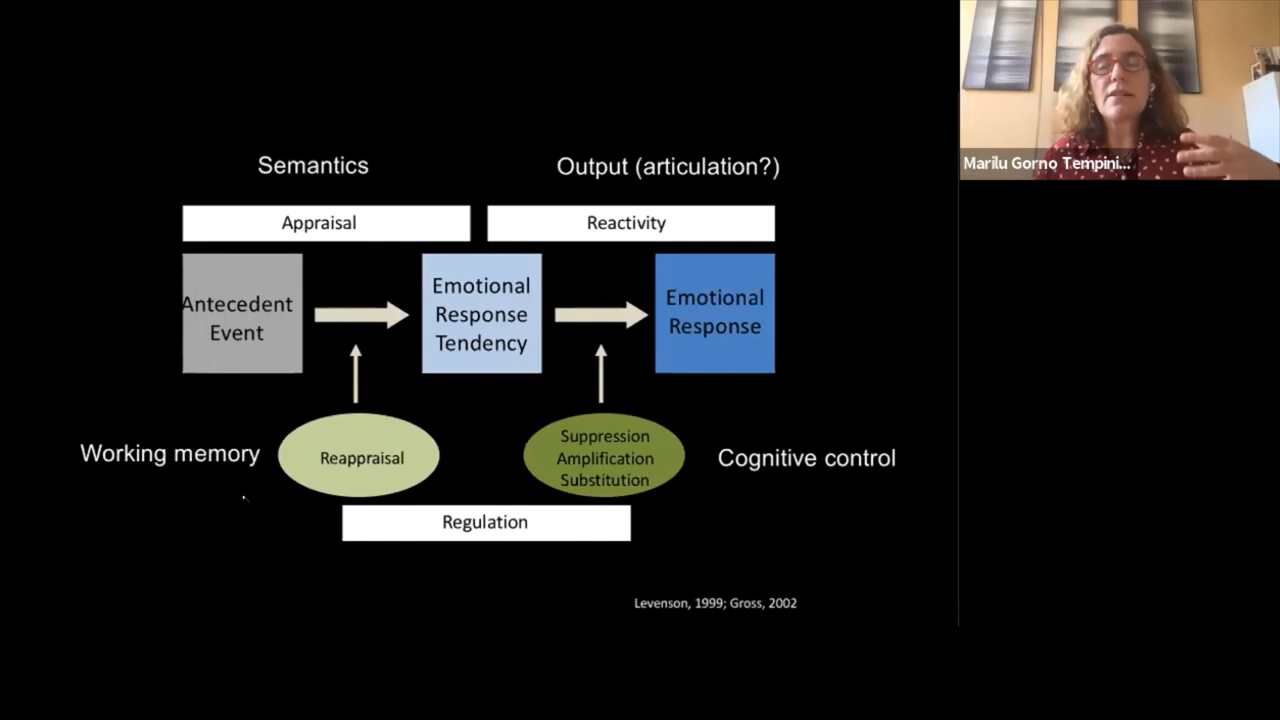 Semantics
Output (articulation?)
Appraisal
Reactivity
Antecedent
Event
Emotional
Response
Tendency
Emotional
Response
Working memory
Reappraisal
Suppression
Amplification
Substitution
Cognitive control
Regulation
Levenson, 1999; Gross, 2002
Marilu Gorno Tempini...